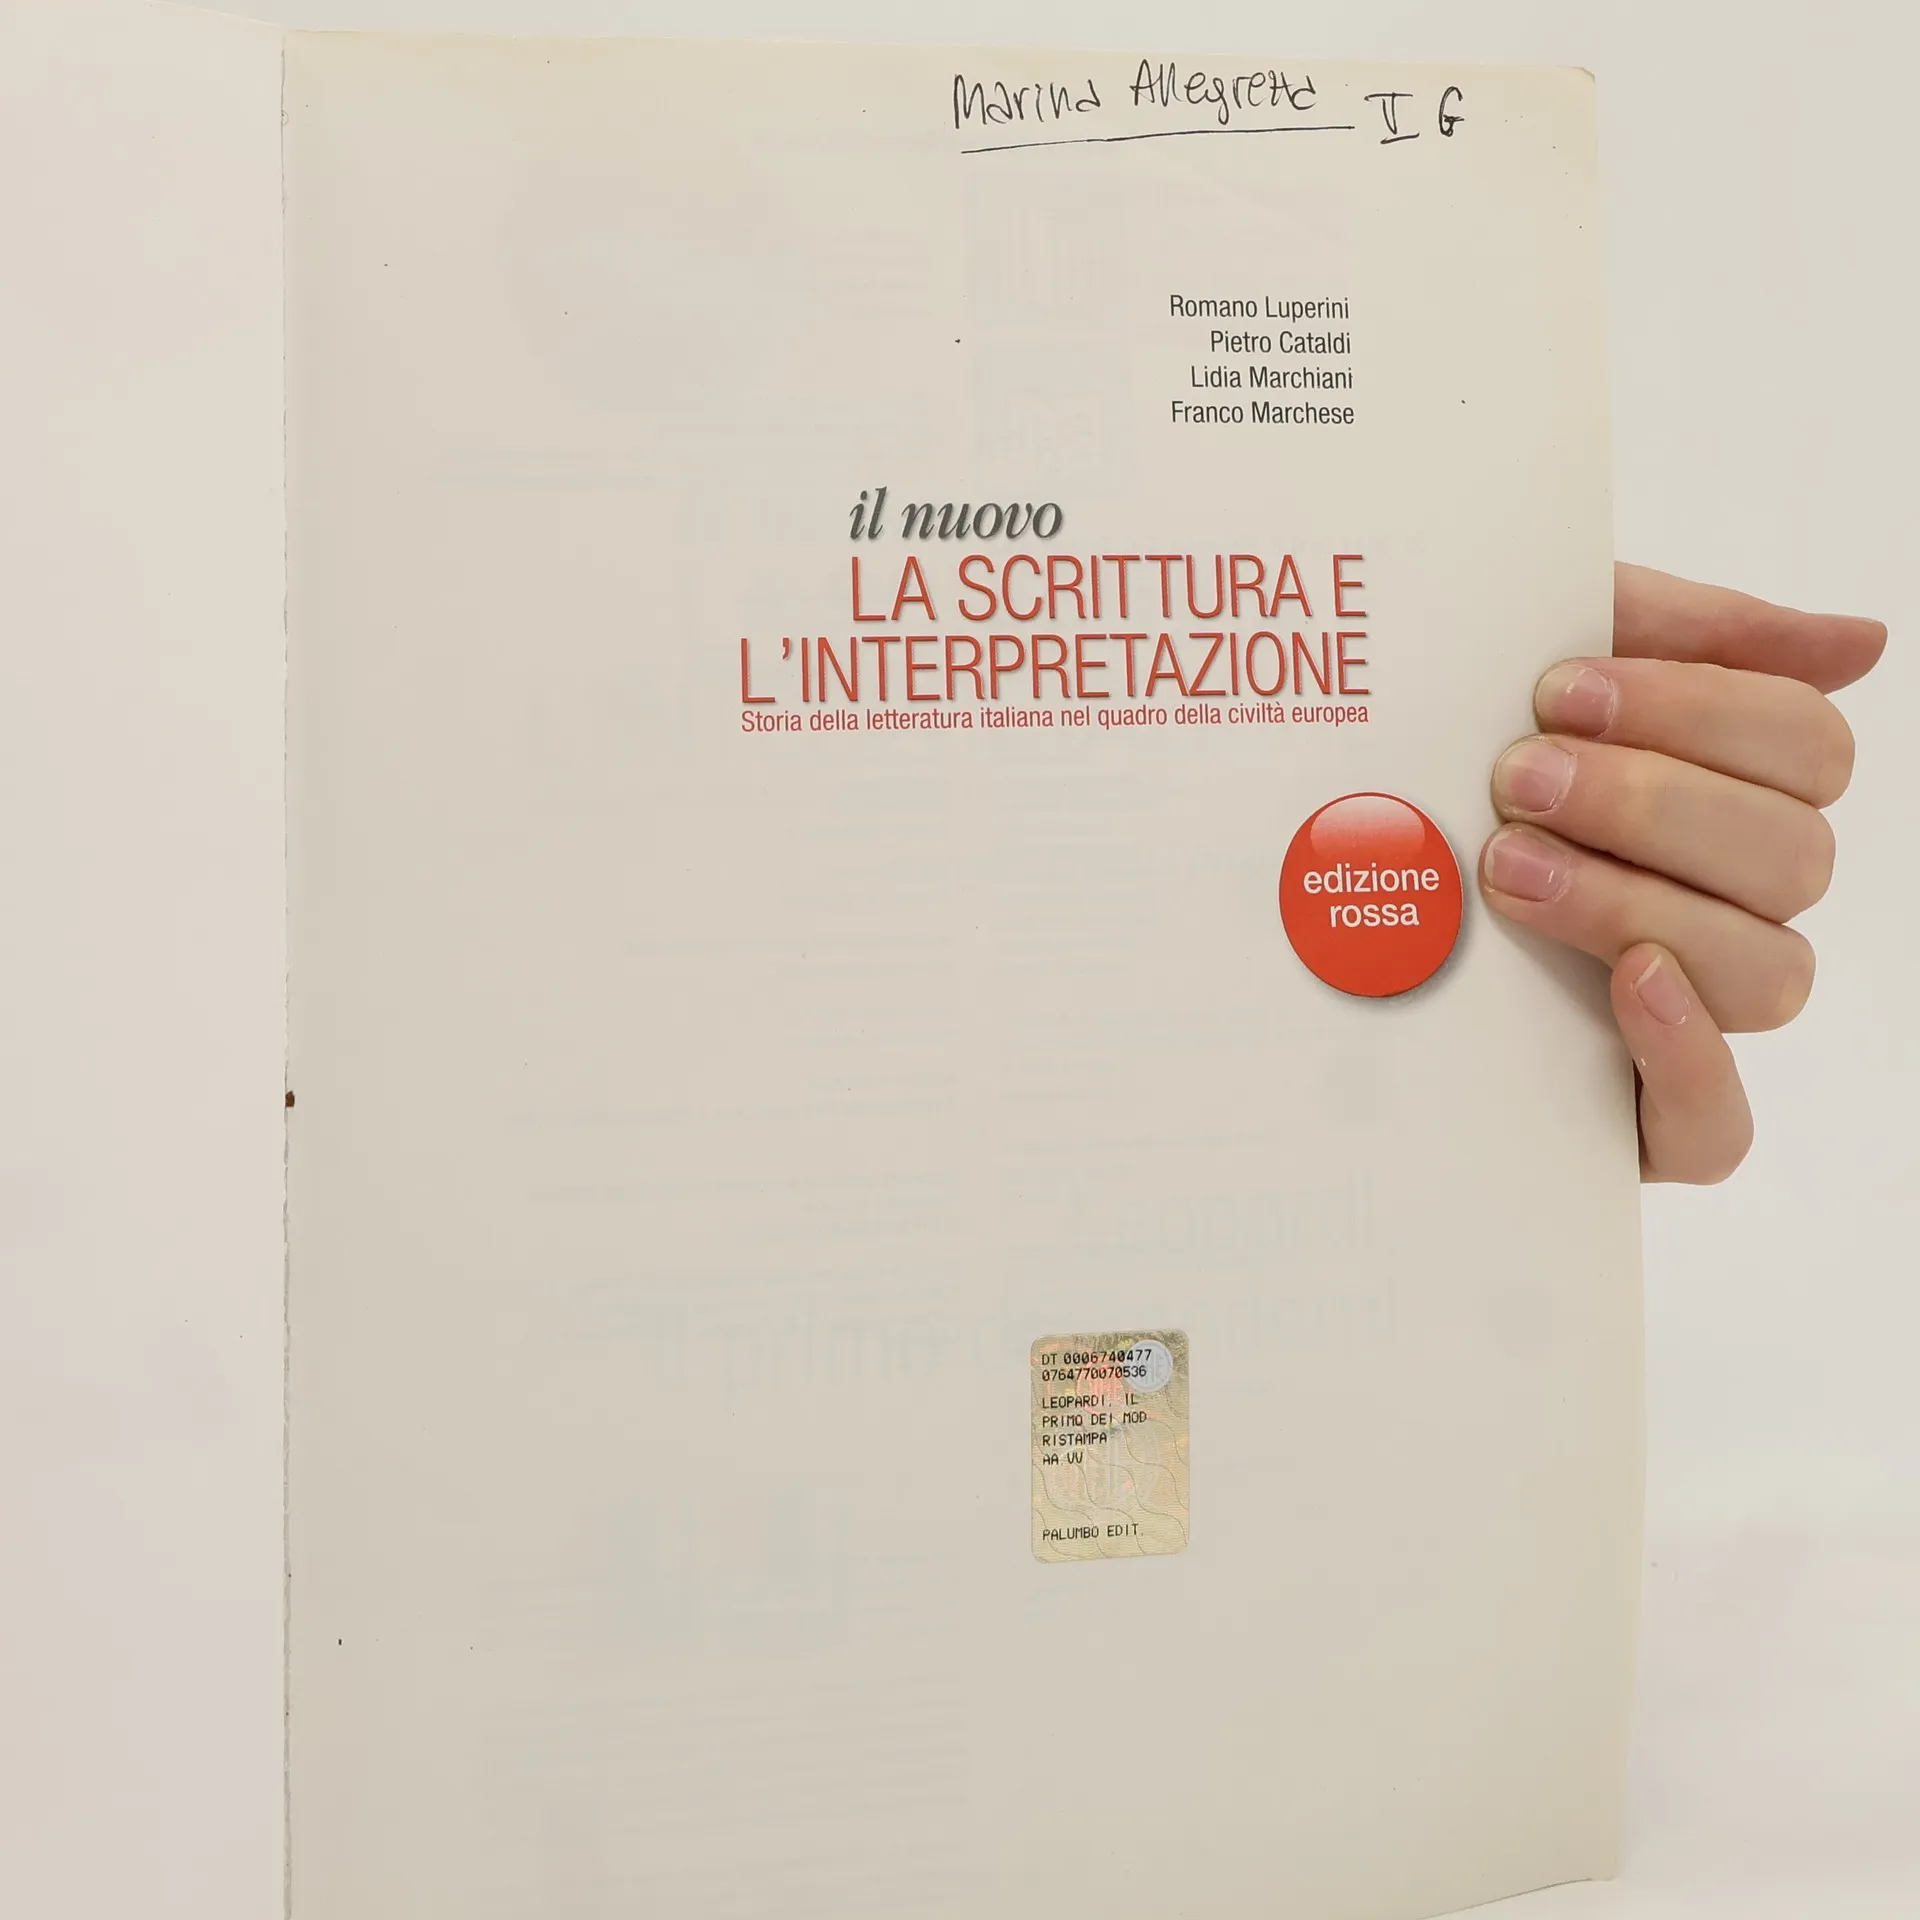 Marina Allegretta V G
Romano Luperini
Pietro Cataldi
Lidia Marchiani
Franco Marchese
il nuovo
LA SCRITTURA E
L'INTERPRETAZIONE
Storia della letteratura italiana nel quadro della civiltà europea
edizione
rossa
DT 0006740477
0764770070536
LEOPARDI, IL
PRIMO DEI MOD
RISTAMPA
AA.VV
PALUMBO EDIT.